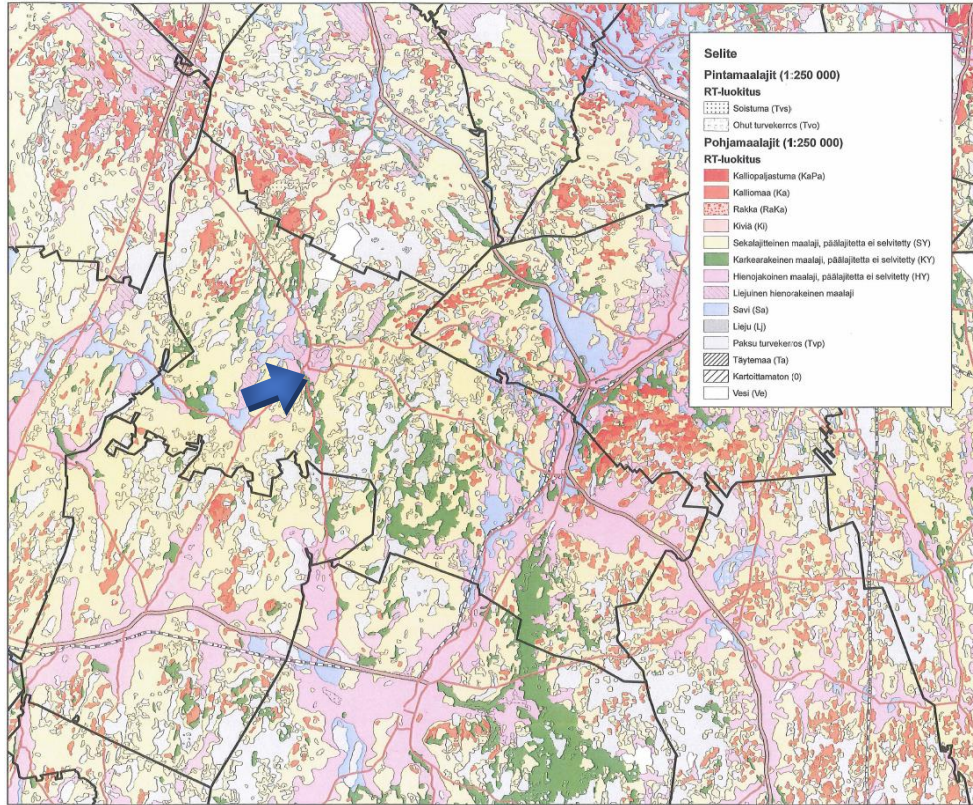 Selite
Pintamaalajit (1:250 000)
RT-luokitus
Soistuma (Tvs)
Ohut turvekerros (Tvo)
Pohjamaalajit (1:250 000)
RT-luokitus
Kalliopaljastuma (KaPa)
Kalliomaa (Ka)
Rakka (RaKa)
Kiviä (Ki)
Sekalajitteinen maalaji, päälajitetta ei selvitetty (SY)
Karkearakeinen maalaji, päälajitetta ei selvitetty (KY)
Hienojakoinen maalaji, päälajitetta ei selvitetty (HY)
Liejuinen hienorakeinen maalaji
Savi (Sa)
Lieju (Lj)
Paksu turvekerros (Tvp)
Täytemaa (Ta)
Kartoittamaton (0)
Vesi (Ve)